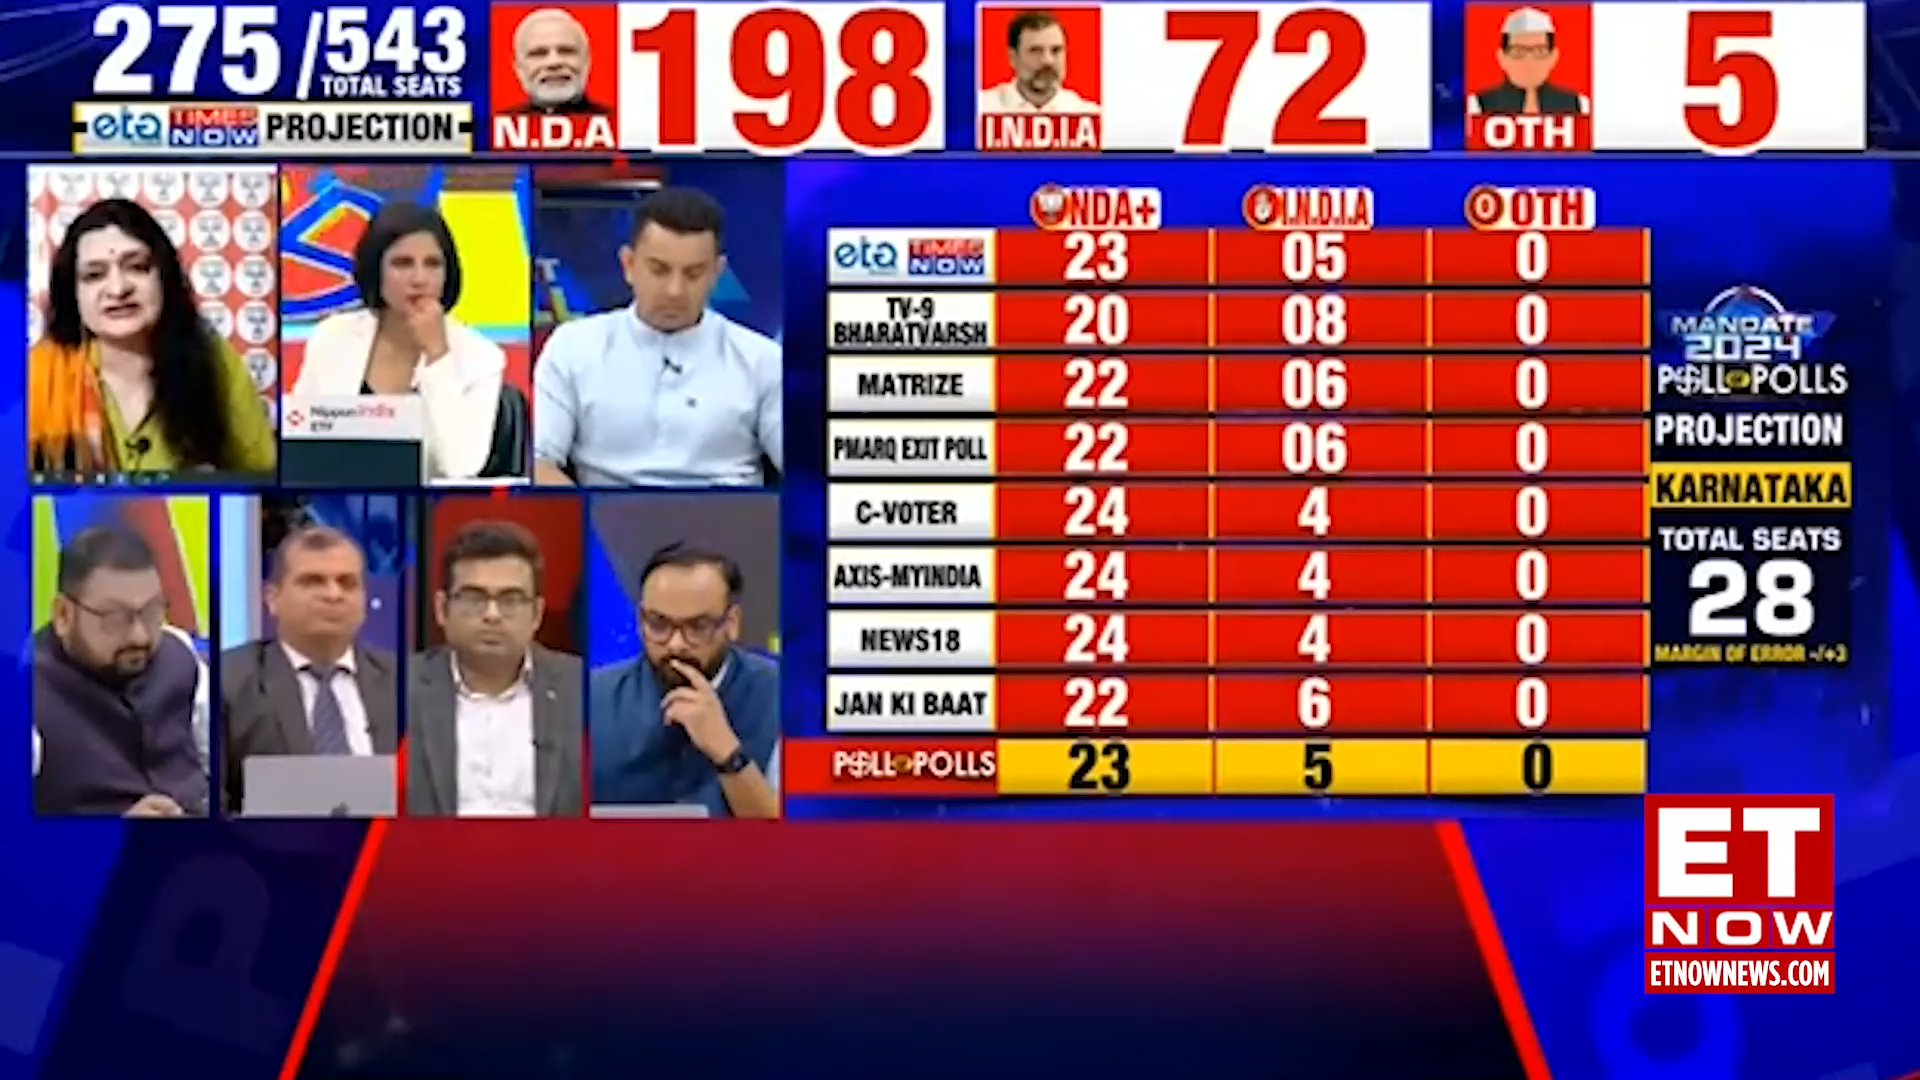 275 /543
TOTAL SEATS
eta TIMES NOW PROJECTION
N.D.A 198
I.N.D.I.A 72
OTH 5
NDA+ I.N.D.I.A OTH
eta TIMES NOW 23 05 0
TV-9 BHARATVARSH 20 08 0
MATRIZE 22 06 0
PMARQ EXIT POLL 22 06 0
C-VOTER 24 4 0
AXIS-MYINDIA 24 4 0
NEWS18 24 4 0
JAN KI BAAT 22 6 0
POLL OF POLLS 23 5 0
MANDATE
2024
POLL OF POLLS
PROJECTION
KARNATAKA
TOTAL SEATS
28
MARGIN OF ERROR -/+3
Nippon india
ETF
ET
NOW
ETNOWNEWS.COM